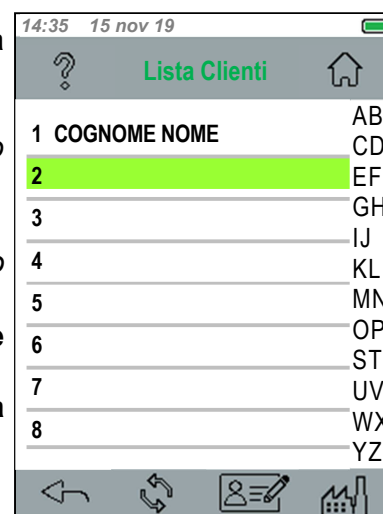 14:35 15 nov 19
Lista Clienti
1 COGNOME NOME
2
3
4
5
6
7
8
AB
CD
EF
GH
IJ
KL
MN
OP
ST
UV
WX
YZ